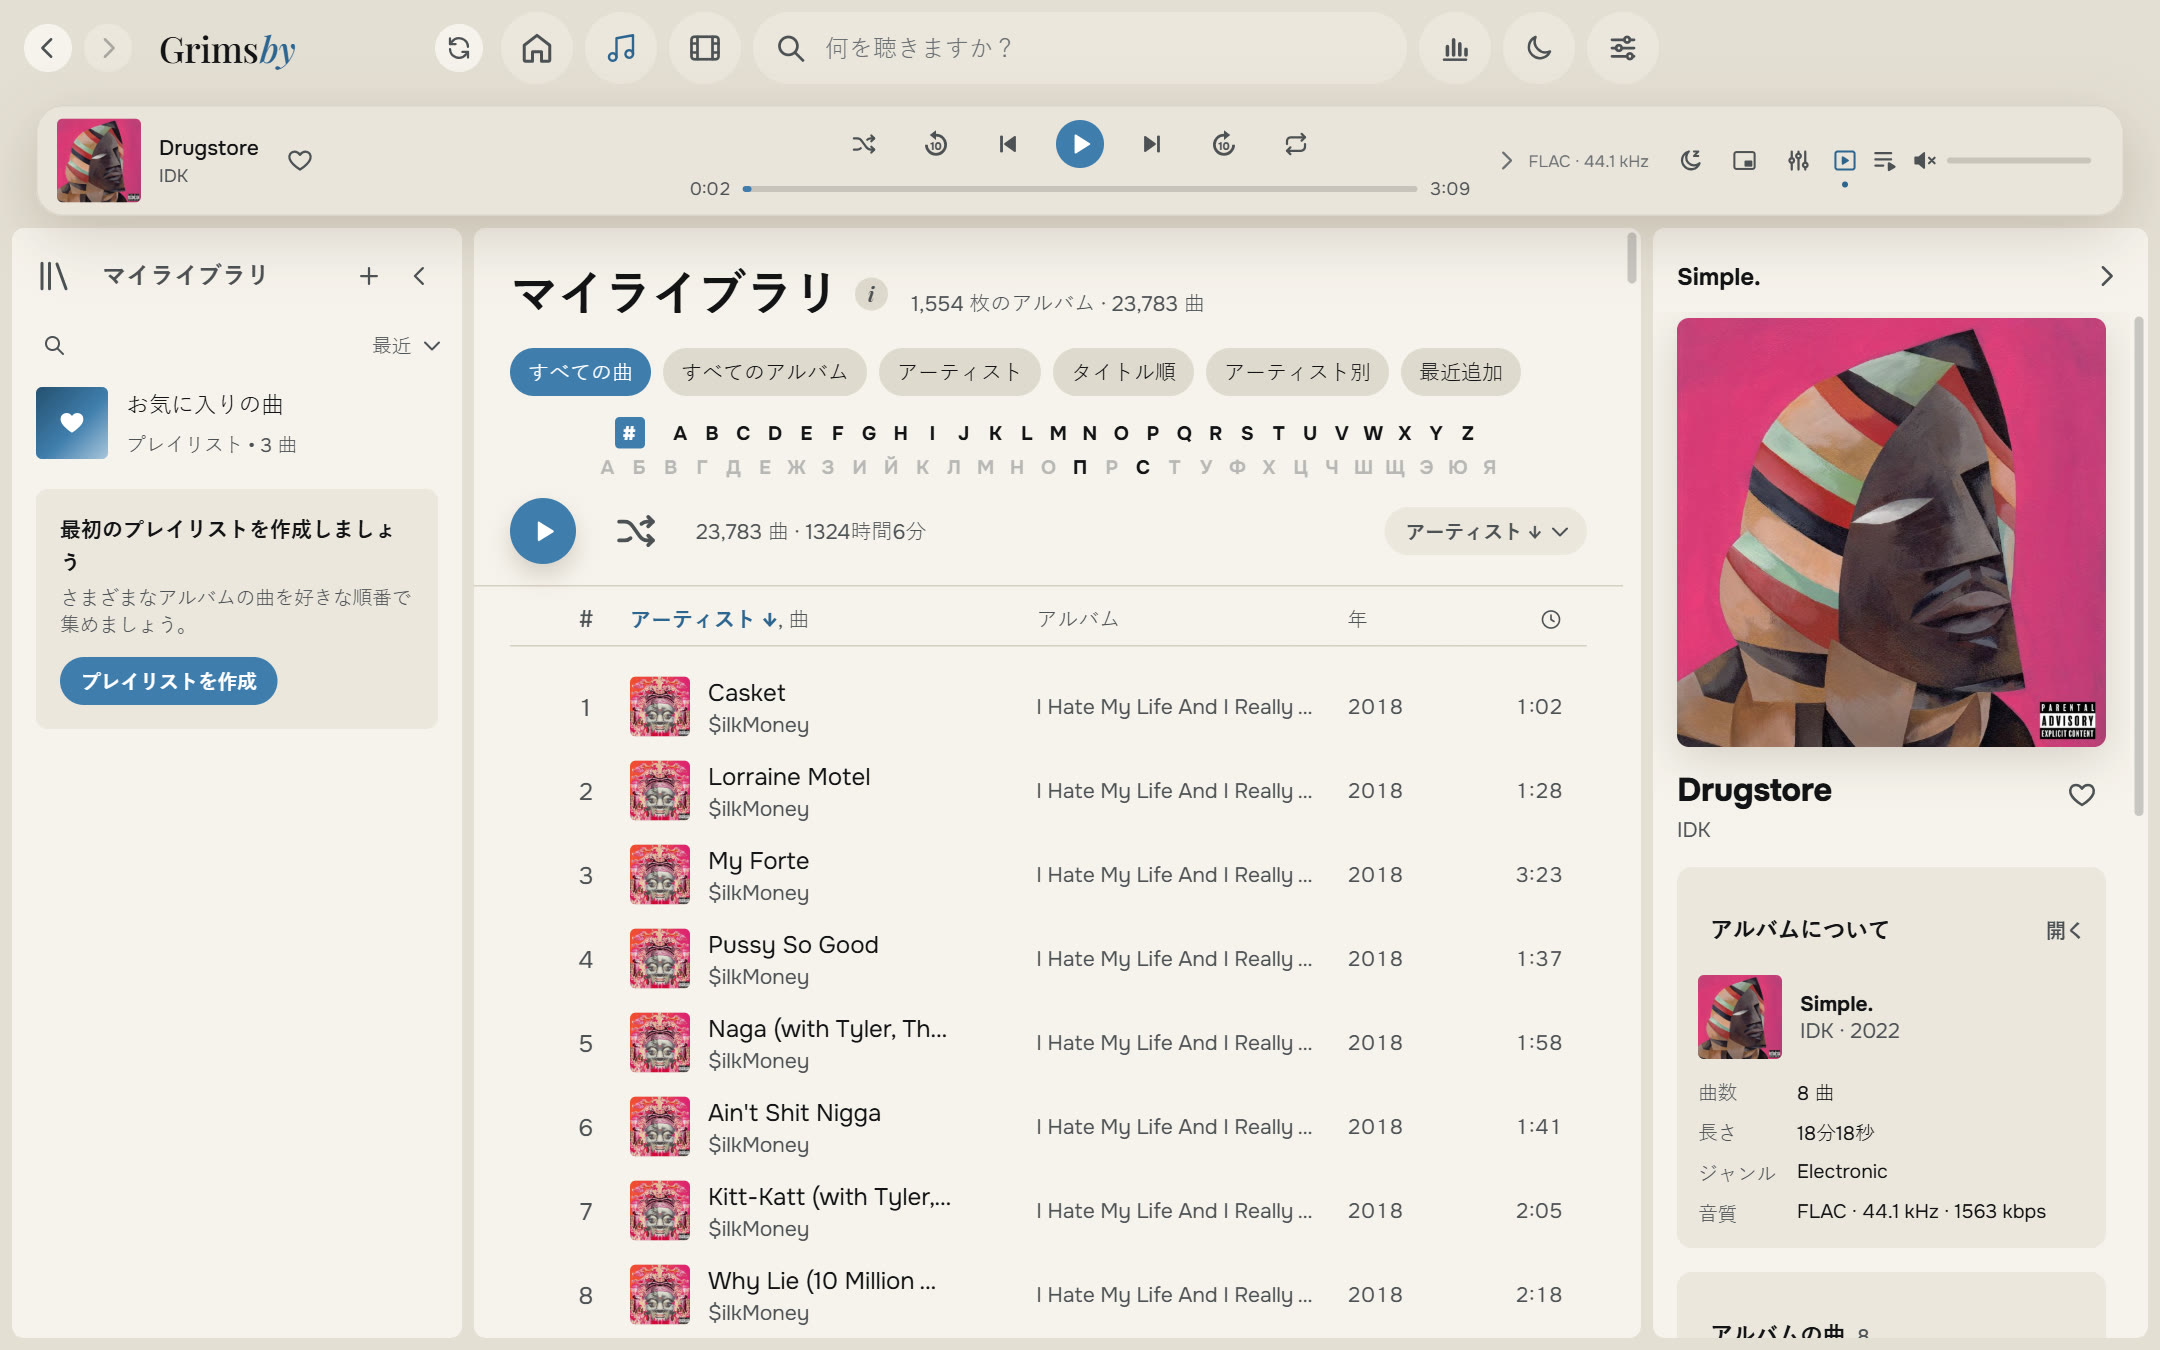 Grimsby
何を聴きますか？
Drugstore
IDK
10
10
0:02
3:09
FLAC · 44.1 kHz
マイライブラリ
最近
お気に入りの曲
プレイリスト • 3 曲
最初のプレイリストを作成しましょ
う
さまざまなアルバムの曲を好きな順番で
集めましょう。
プレイリストを作成
マイライブラリ
i
1,554 枚のアルバム · 23,783 曲
すべての曲
すべてのアルバム
アーティスト
タイトル順
アーティスト別
最近追加
# A B C D E F G H I J K L M N O P Q R S T U V W X Y Z
А Б В Г Д Е Ж З И Й К Л М Н О П Р С Т У Ф Х Ц Ч Ш Щ Э Ю Я
23,783 曲 · 1324時間6分
アーティスト ↓
# アーティスト ↓, 曲 アルバム 年
1 Casket I Hate My Life And I Really ... 2018 1:02
$ilkMoney
2 Lorraine Motel I Hate My Life And I Really ... 2018 1:28
$ilkMoney
3 My Forte I Hate My Life And I Really ... 2018 3:23
$ilkMoney
4 Pussy So Good I Hate My Life And I Really ... 2018 1:37
$ilkMoney
5 Naga (with Tyler, Th... I Hate My Life And I Really ... 2018 1:58
$ilkMoney
6 Ain't Shit Nigga I Hate My Life And I Really ... 2018 1:41
$ilkMoney
7 Kitt-Katt (with Tyler,... I Hate My Life And I Really ... 2018 2:05
$ilkMoney
8 Why Lie (10 Million ... I Hate My Life And I Really ... 2018 2:18
$ilkMoney
Simple.
PARENTAL
ADVISORY
EXPLICIT CONTENT
Drugstore
IDK
アルバムについて
開く
Simple.
IDK · 2022
曲数 8 曲
長さ 18分18秒
ジャンル Electronic
音質 FLAC · 44.1 kHz · 1563 kbps
アルバムの曲 8